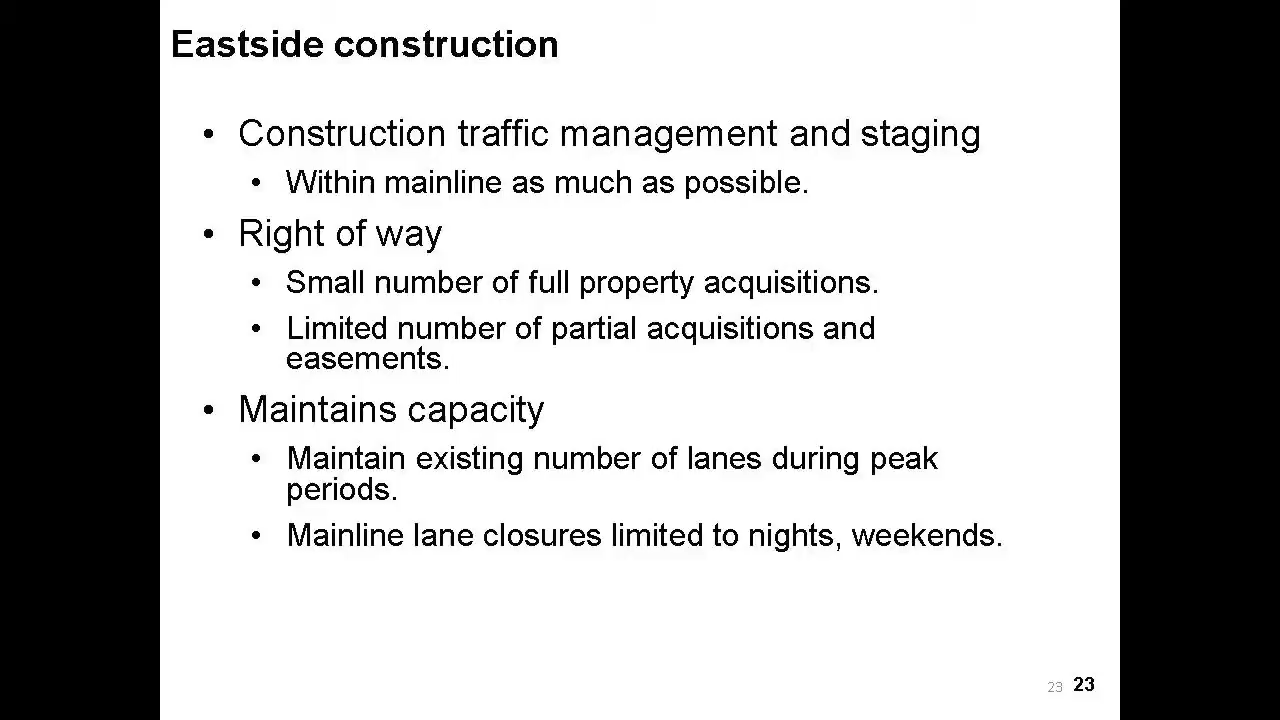 Eastside construction
• Construction traffic management and staging
• Within mainline as much as possible.
• Right of way
• Small number of full property acquisitions.
• Limited number of partial acquisitions and
easements.
• Maintains capacity
• Maintain existing number of lanes during peak
periods.
• Mainline lane closures limited to nights, weekends.
23 23